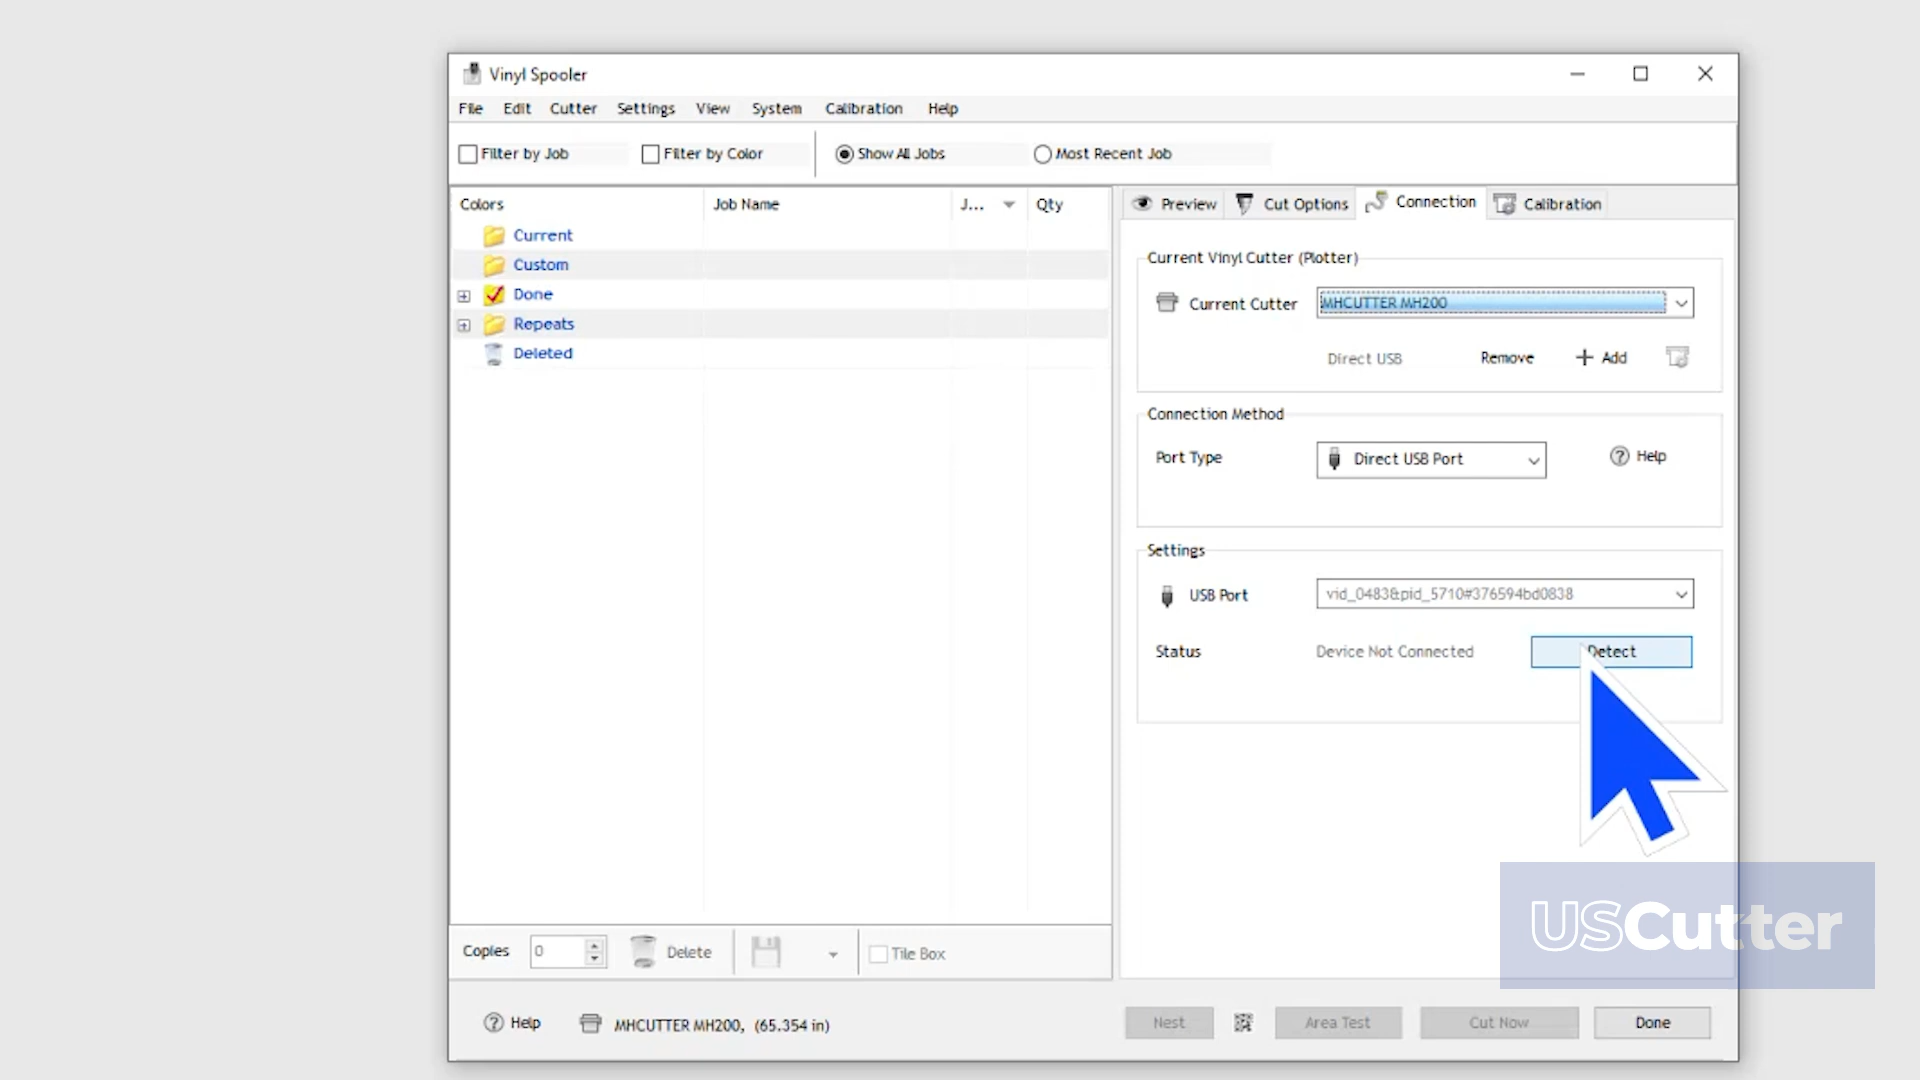 Vinyl Spooler
File Edit Cutter Settings View System Calibration Help
Filter by Job Filter by Color Show All Jobs Most Recent Job
Colors Job Name J... Qty
Current
Custom
Done
Repeats
Deleted
Preview Cut Options Connection Calibration
Current Vinyl Cutter (Plotter)
Current Cutter MHCUTTER MH200
Direct USB Remove + Add
Connection Method
Port Type Direct USB Port Help
Settings
USB Port vid_0483&pid_5710#376594bd0838
Status Device Not Connected Detect
USCutter
Copies 0 Delete Tile Box
Help MHCUTTER MH200, (65.354 in) Nest Area Test Cut Now Done